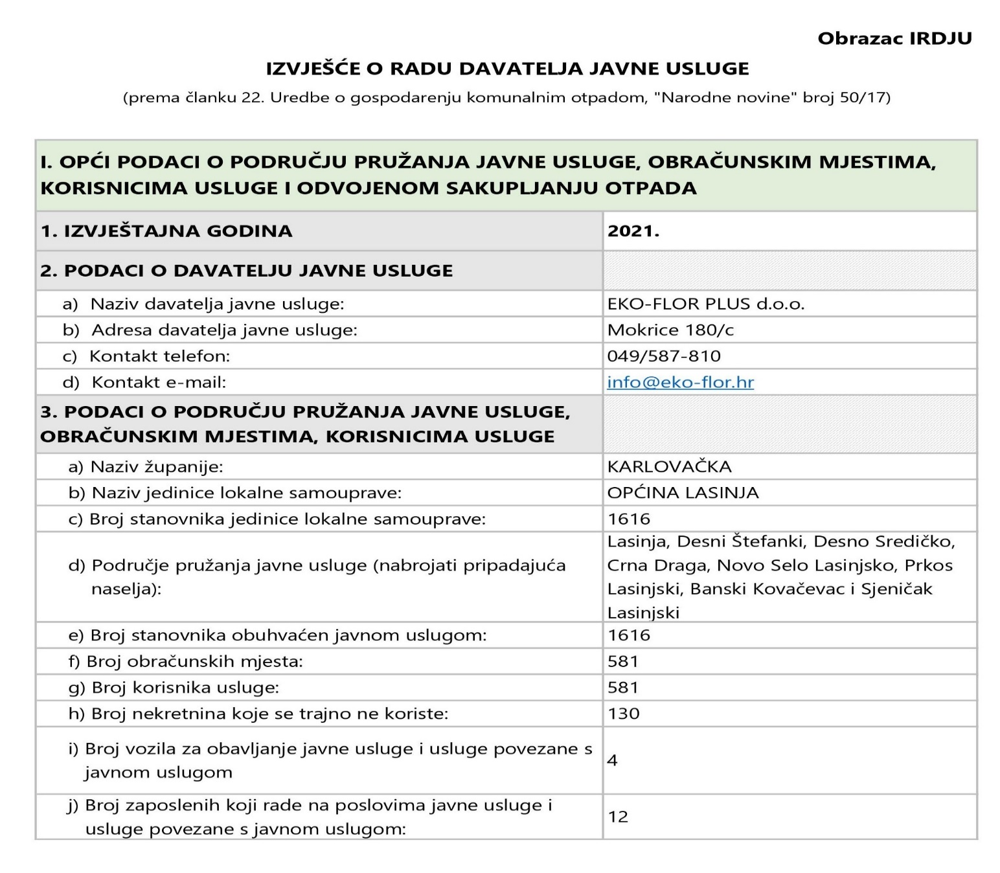 Obrazac IRDJU
IZVJEŠĆE O RADU DAVATELJA JAVNE USLUGE
(prema članku 22. Uredbe o gospodarenju komunalnim otpadom, "Narodne novine" broj 50/17)
I. OPĆI PODACI O PODRUČJU PRUŽANJA JAVNE USLUGE, OBRAČUNSKIM MJESTIMA,
KORISNICIMA USLUGE I ODVOJENOM SAKUPLJANJU OTPADA
1. IZVJEŠTAJNA GODINA
2021.
2. PODACI O DAVATELJU JAVNE USLUGE
a) Naziv davatelja javne usluge:
EKO-FLOR PLUS d.o.o.
b) Adresa davatelja javne usluge:
Mokrice 180/c
c) Kontakt telefon:
049/587-810
d) Kontakt e-mail:
info@eko-flor.hr
3. PODACI O PODRUČJU PRUŽANJA JAVNE USLUGE,
OBRAČUNSKIM MJESTIMA, KORISNICIMA USLUGE
a) Naziv županije:
KARLOVAČKA
b) Naziv jedinice lokalne samouprave:
OPĆINA LASINJA
c) Broj stanovnika jedinice lokalne samouprave:
1616
d) Područje pružanja javne usluge (nabrojati pripadajuća
naselja):
Lasinja, Desni Štefanki, Desno Središčko,
Crna Draga, Novo Selo Lasinjsko, Prkos
Lasinjski, Banski Kovačevac i Sjeničak
Lasinjski
e) Broj stanovnika obuhvaćen javnom uslugom:
1616
f) Broj obračunskih mjesta:
581
g) Broj korisnika usluge:
581
h) Broj nekretnina koje se trajno ne koriste:
130
i) Broj vozila za obavljanje javne usluge i usluge povezane s
javnom uslugom
4
j) Broj zaposlenih koji rade na poslovima javne usluge i
usluge povezane s javnom uslugom:
12